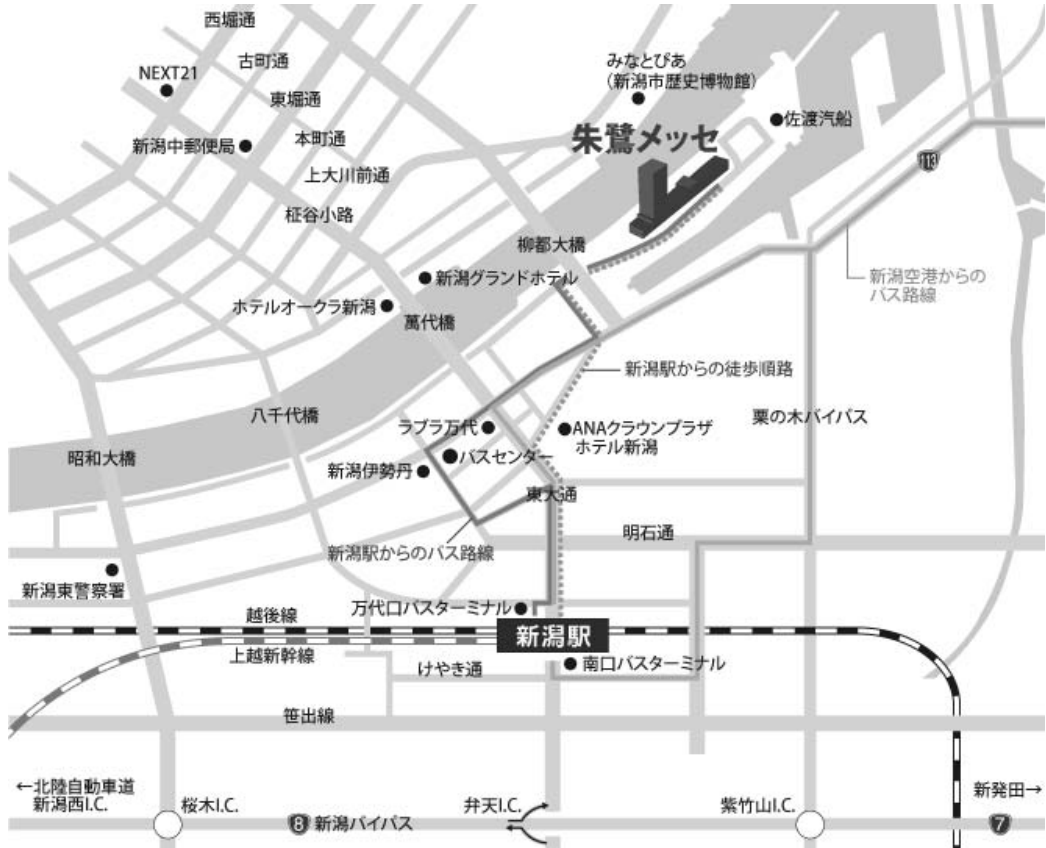 西堀通
古町通
NEXT21
東堀通
みなとぴあ
(新潟市歴史博物館)
佐渡汽船
新潟中郵便局
本町通
朱鷺メッセ
113
上大川前通
柾谷小路
柳都大橋
新潟空港からの
バス路線
新潟グランドホテル
ホテルオークラ新潟
萬代橋
新潟駅からの徒歩順路
八千代橋
栗の木バイパス
ラブラ万代
ANAクラウンプラザ
ホテル新潟
昭和大橋
バスセンター
新潟伊勢丹
東大通
明石通
新潟駅からのバス路線
新潟東警察署
万代口バスターミナル
越後線
新潟駅
上越新幹線
南口バスターミナル
けやき通
笹出線
←北陸自動車道
新潟西I.C.
桜木I.C.
弁天I.C.
紫竹山I.C.
新発田→
8 新潟バイパス
7